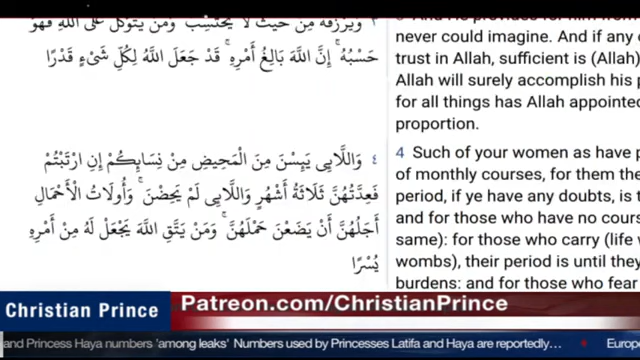 ٣ وَيَرْزُقْهُ مِنْ حَيْثُ لَا يَحْتَسِبُ ۚ وَمَنْ يَتَوَكَّلْ عَلَى اللَّهِ فَهُوَ
حَسْبُهُ ۚ إِنَّ اللَّهَ بَالِغُ أَمْرِهِ ۚ قَدْ جَعَلَ اللَّهُ لِكُلِّ شَيْءٍ قَدْرًا
٤ وَاللَّائِي يَئِسْنَ مِنَ الْمَحِيضِ مِنْ نِسَائِكُمْ إِنِ ارْتَبْتُمْ
فَعِدَّتُهُنَّ ثَلَاثَةُ أَشْهُرٍ وَاللَّائِي لَمْ يَحِضْنَ ۚ وَأُولَاتُ الْأَحْمَالِ
أَجَلُهُنَّ أَنْ يَضَعْنَ حَمْلَهُنَّ ۚ وَمَنْ يَتَّقِ اللَّهَ يَجْعَلْ لَهُ مِنْ أَمْرِهِ
يُسْرًا
never could imagine. And if any
trust in Allah, sufficient is (Allah)
Allah will surely accomplish his p
for all things has Allah appointed
proportion.
4 Such of your women as have p
of monthly courses, for them the
period, if ye have any doubts, is
and for those who have no cours
same): for those who carry (life w
wombs), their period is until they
burdens: and for those who fear
Christian Prince
Patreon.com/ChristianPrince
and Princess Haya numbers 'among leaks' Numbers used by Princesses Latifa and Haya are reportedly... Europ